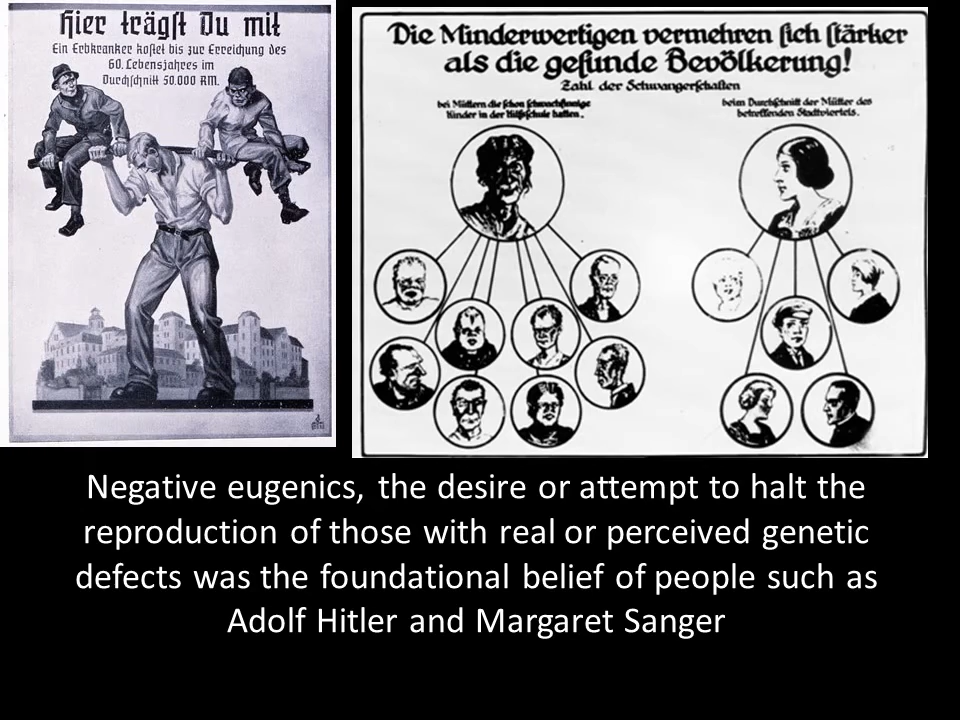 Hier trägst Du mit
Ein Erbkranker kostet bis zur Erreichung des
60. Lebensjahres im
Durchschnitt 50.000 RM.
Die Minderwertigen vermehren sich stärker
als die gesunde Bevölkerung!
Zahl der Schwangerschaften
bei Müttern die schon schwachsinnige
Kinder in der Hilfsschule hatten.
beim Durchschnitt der Mütter des
betreffenden Stadtviertels.
Negative eugenics, the desire or attempt to halt the
reproduction of those with real or perceived genetic
defects was the foundational belief of people such as
Adolf Hitler and Margaret Sanger